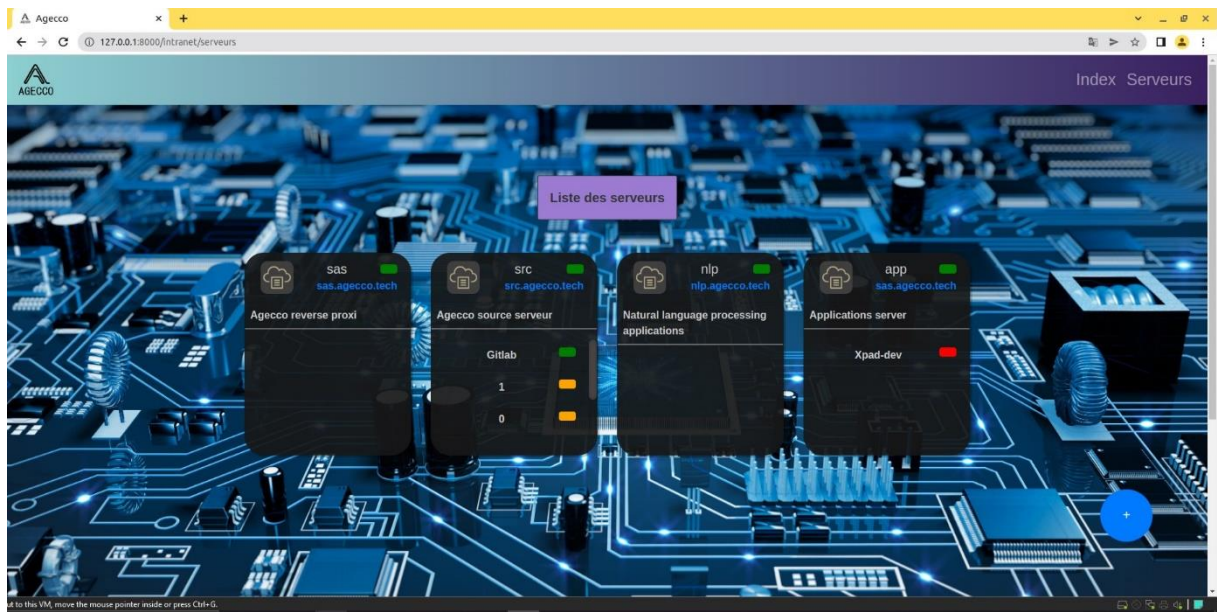 Agecco
127.0.0.1:8000/intranet/serveurs
AGECCO
Index Serveurs
Liste des serveurs
sas
sas.agecco.tech
Agecco reverse proxi
src
src.agecco.tech
Agecco source serveur
Gitlab
1
0
nlp
nlp.agecco.tech
Natural language processing
applications
app
sas.agecco.tech
Applications server
Xpad-dev
+
ut to this VM, move the mouse pointer inside or press Ctrl+G.